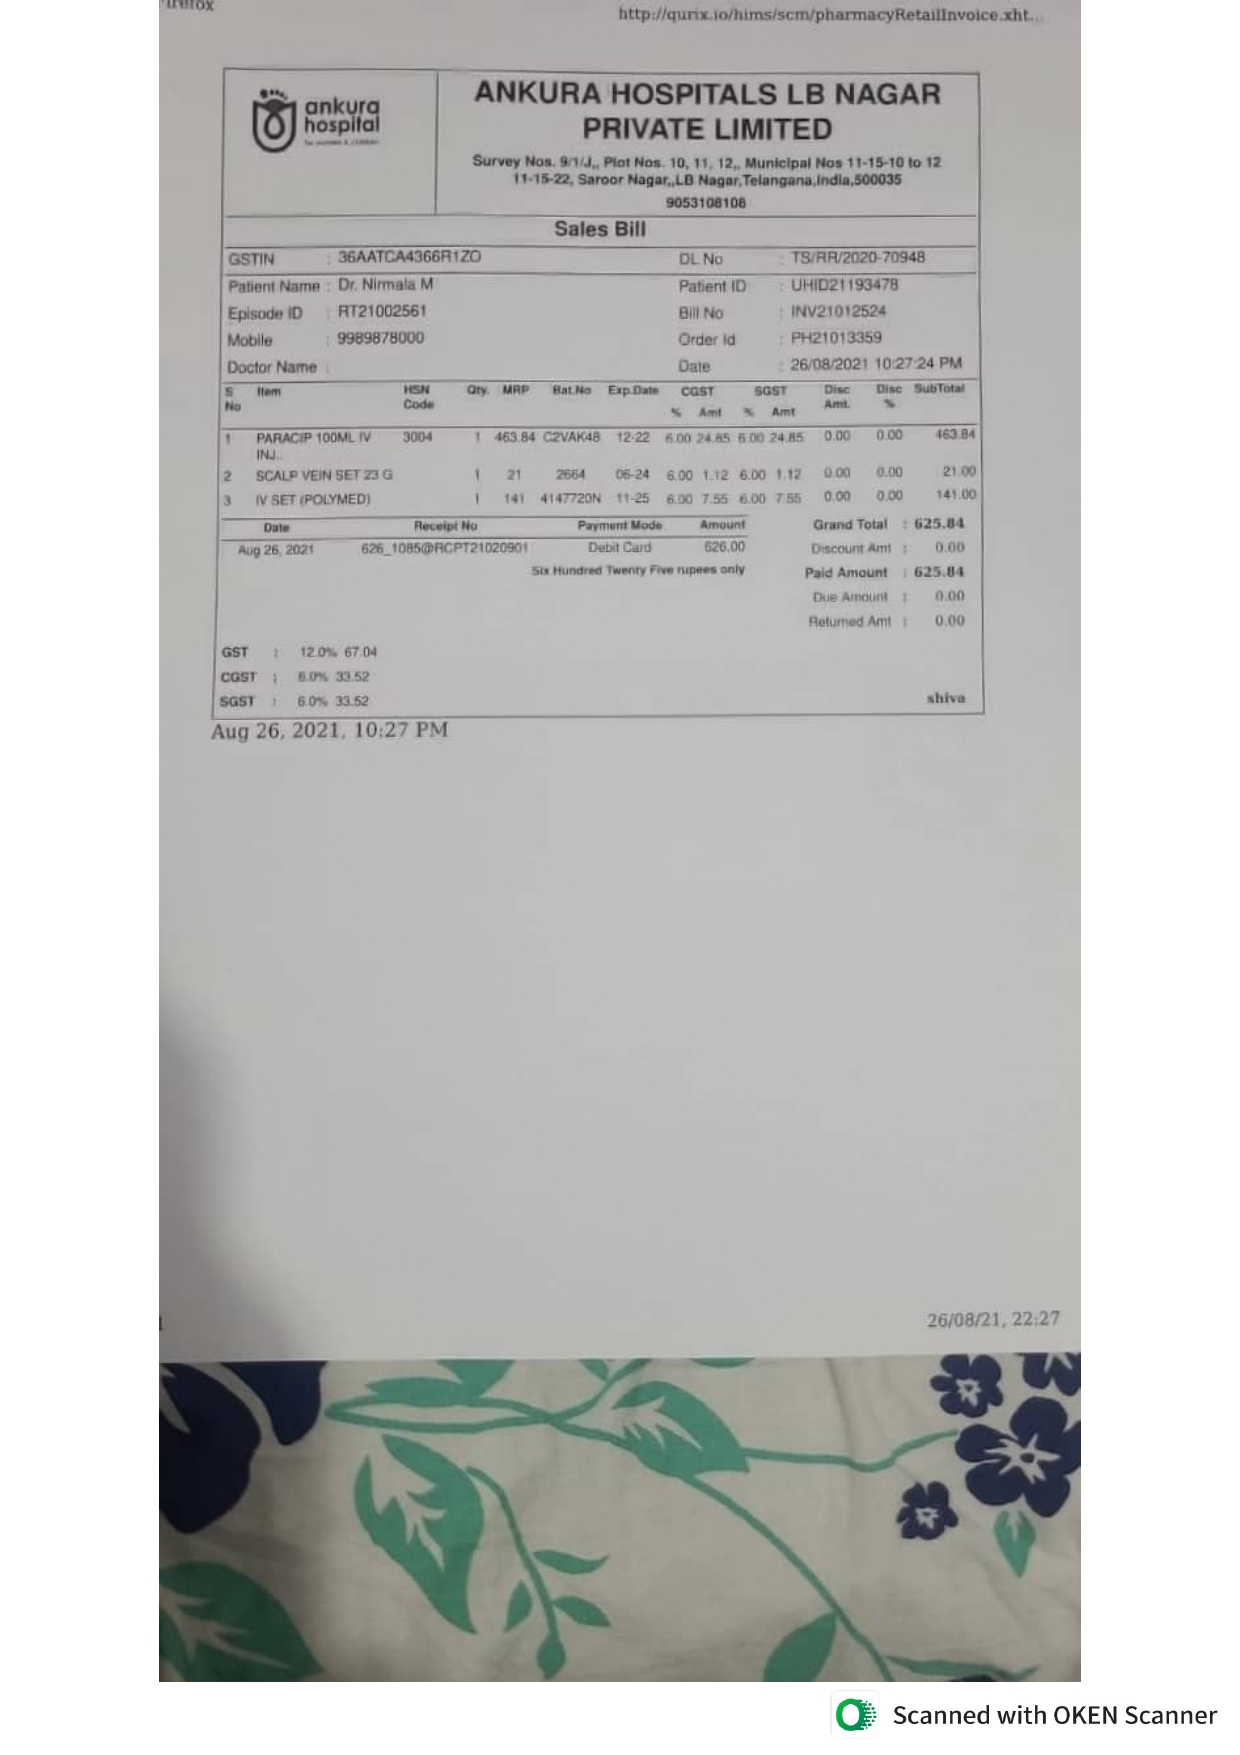 http://qurix.io/hims/scm/pharmacyRetailInvoice.xht...
ankura
hospital
for women & children
ANKURA HOSPITALS LB NAGAR
PRIVATE LIMITED
Survey Nos. 9/1/J,, Plot Nos. 10, 11, 12,, Municipal Nos 11-15-10 to 12
11-15-22, Saroor Nagar,,LB Nagar,Telangana,India,500035
9053108108
Sales Bill
GSTIN : 36AATCA4366R1ZO DL No : TS/RR/2020-70948
Patient Name : Dr. Nirmala M Patient ID : UHID21193478
Episode ID : RT21002561 Bill No : INV21012524
Mobile : 9989878000 Order Id : PH21013359
Doctor Name : Date : 26/08/2021 10:27:24 PM
S Item HSN Qty. MRP Bat.No Exp.Date CGST SGST Disc Disc SubTotal
No Code % Amt % Amt Amt. %
1 PARACIP 100ML IV 3004 1 463.84 C2VAK48 12-22 6.00 24.85 6.00 24.85 0.00 0.00 463.84
INJ..
2 SCALP VEIN SET 23 G 1 21 2664 06-24 6.00 1.12 6.00 1.12 0.00 0.00 21.00
3 IV SET (POLYMED) 1 141 4147720N 11-25 6.00 7.55 6.00 7.55 0.00 0.00 141.00
Date Receipt No Payment Mode Amount Grand Total : 625.84
Aug 26, 2021 626_1085@RCPT21020901 Debit Card 626.00 Discount Amt : 0.00
Six Hundred Twenty Five rupees only Paid Amount : 625.84
Due Amount : 0.00
Returned Amt : 0.00
GST : 12.0% 67.04
CGST : 6.0% 33.52
SGST : 6.0% 33.52 shiva
Aug 26, 2021, 10:27 PM
26/08/21, 22:27
Scanned with OKEN Scanner